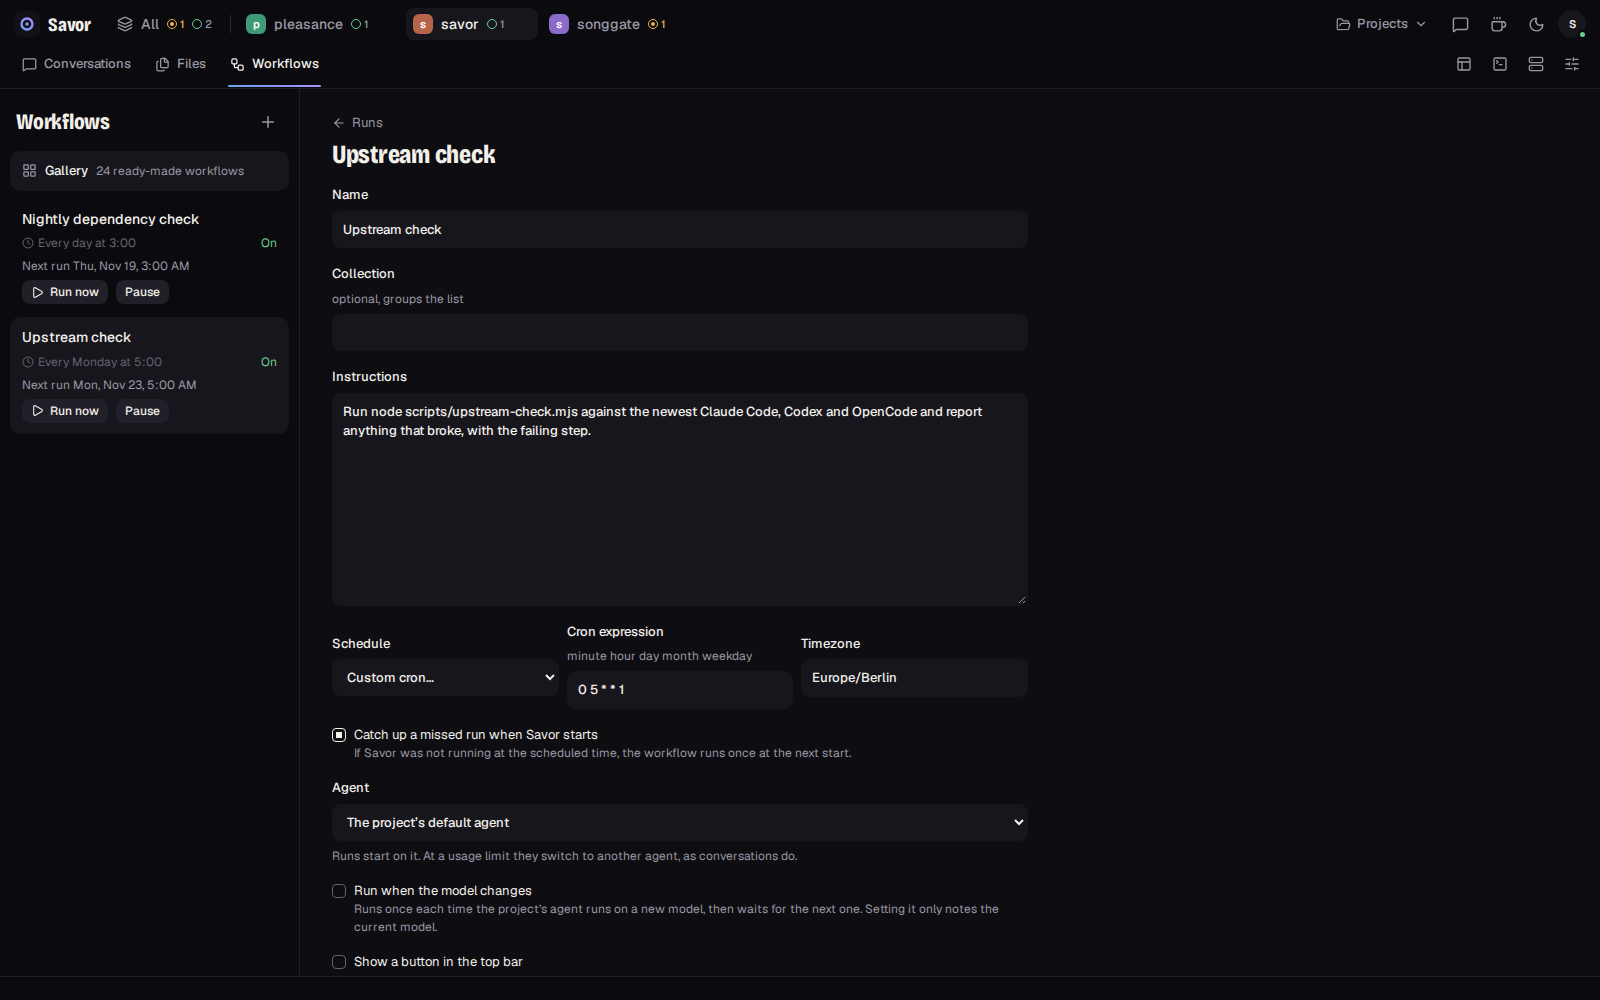 Savor
All 1 2
p pleasance 1
s savor 1
s songgate 1
Projects
S
Conversations
Files
Workflows
Workflows
Gallery 24 ready-made workflows
Nightly dependency check
Every day at 3:00 On
Next run Thu, Nov 19, 3:00 AM
Run now Pause
Upstream check
Every Monday at 5:00 On
Next run Mon, Nov 23, 5:00 AM
Run now Pause
Runs
Upstream check
Name
Upstream check
Collection
optional, groups the list
Instructions
Run node scripts/upstream-check.mjs against the newest Claude Code, Codex and OpenCode and report
anything that broke, with the failing step.
Schedule
Custom cron...
Cron expression
minute hour day month weekday
0 5 * * 1
Timezone
Europe/Berlin
Catch up a missed run when Savor starts
If Savor was not running at the scheduled time, the workflow runs once at the next start.
Agent
The project's default agent
Runs start on it. At a usage limit they switch to another agent, as conversations do.
Run when the model changes
Runs once each time the project's agent runs on a new model, then waits for the next one. Setting it only notes the
current model.
Show a button in the top bar